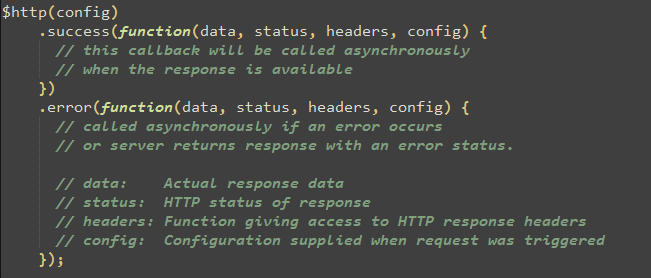 $http(config)
    .success(function(data, status, headers, config) {
      // this callback will be called asynchronously
      // when the response is available
    })
    .error(function(data, status, headers, config) {
      // called asynchronously if an error occurs
      // or server returns response with an error status.

      // data:    Actual response data
      // status:  HTTP status of response
      // headers: Function giving access to HTTP response headers
      // config:  Configuration supplied when request was triggered
    });